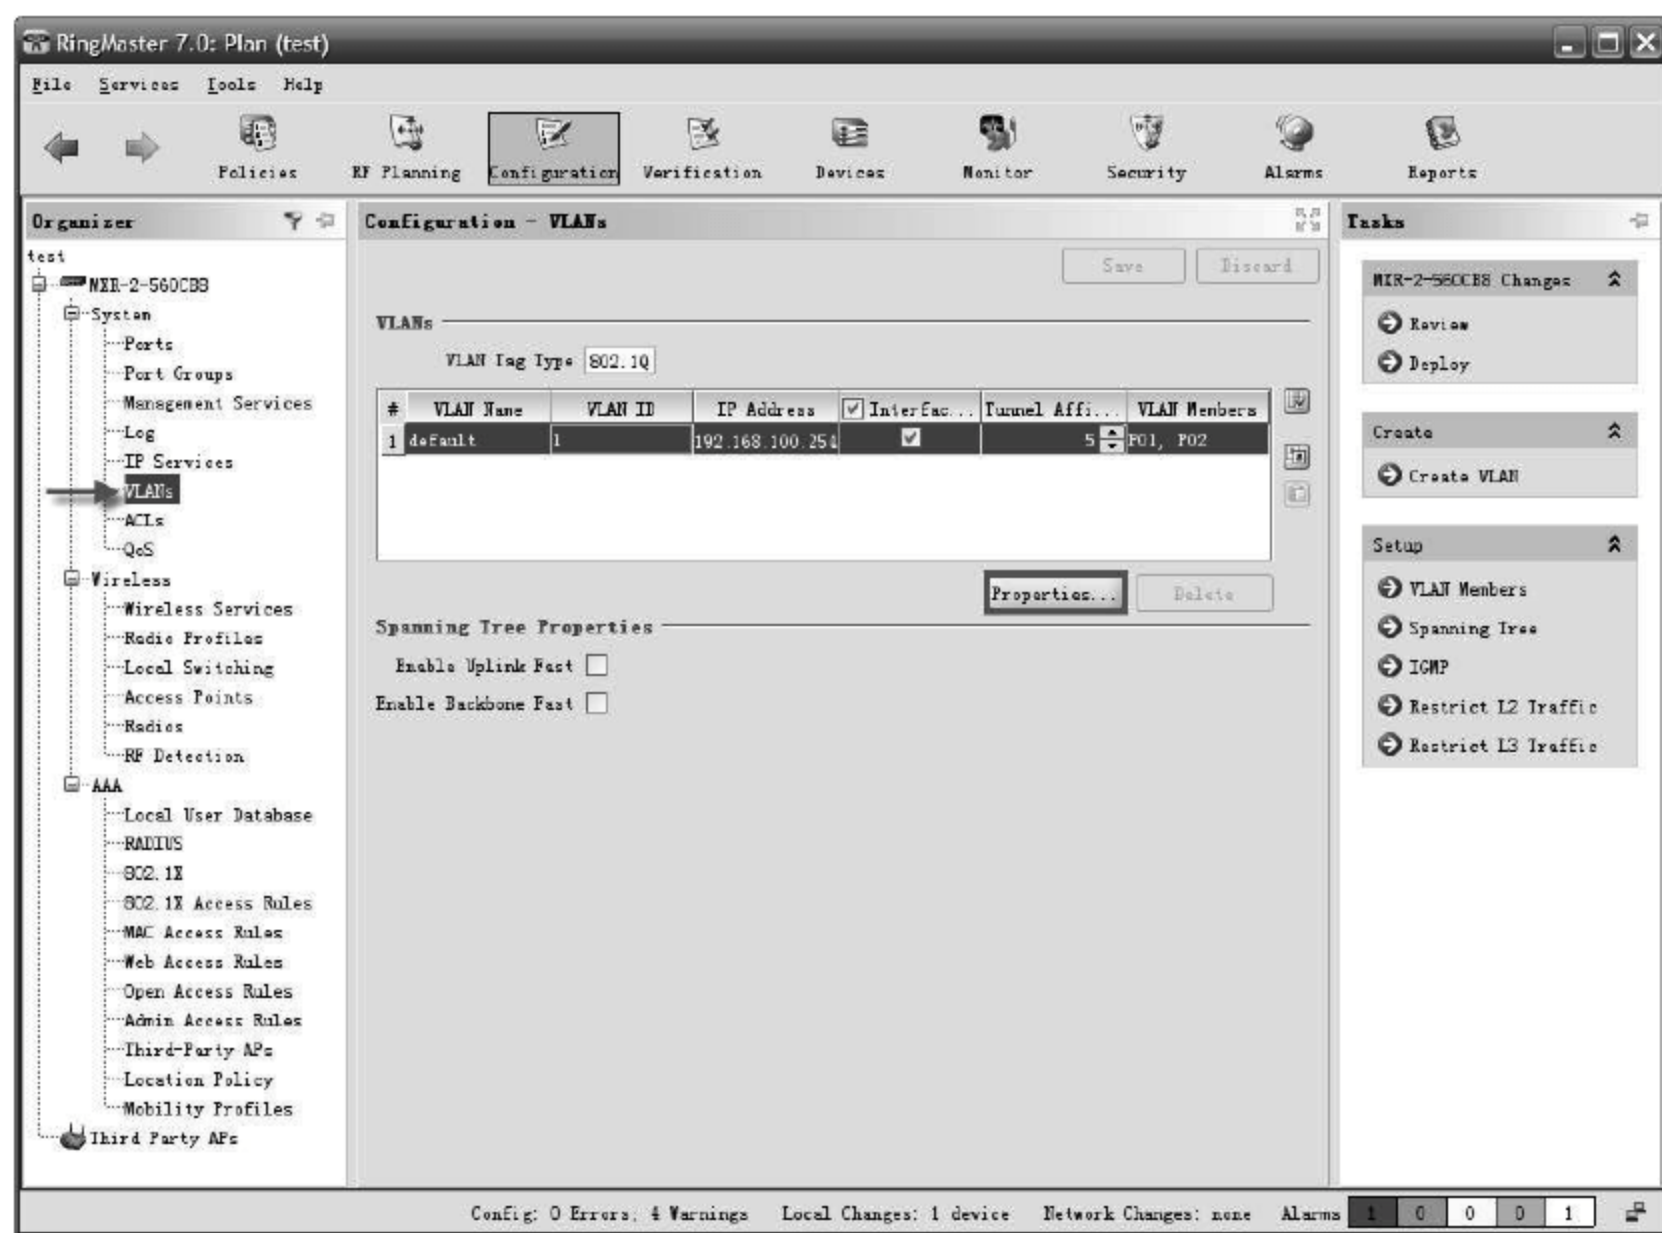 RingMaster 7.0: Plan (test)
File Services Tools Help
Policies RF Planning Configuration Verification Devices Monitor Security Alarms Reports
Organizer
test
MXR-2-560CB8
System
Ports
Port Groups
Management Services
Log
IP Services
VLANs
ACLs
QoS
Wireless
Wireless Services
Radio Profiles
Local Switching
Access Points
Radios
RF Detection
AAA
Local User Database
RADIUS
802.1X
802.1X Access Rules
MAC Access Rules
Web Access Rules
Open Access Rules
Admin Access Rules
Third-Party APs
Location Policy
Mobility Profiles
Third Party APs
Configuration - VLANs
Save Discard
VLANs
VLAN Tag Type 802.1Q
# VLAN Name VLAN ID IP Address Interfac... Tunnel Affi... VLAN Members
1 default 1 192.168.100.254 5 P01, P02
Properties... Delete
Spanning Tree Properties
Enable Uplink Fast
Enable Backbone Fast
Tasks
MXR-2-560CB8 Changes
Review
Deploy
Create
Create VLAN
Setup
VLAN Members
Spanning Tree
IGMP
Restrict L2 Traffic
Restrict L3 Traffic
Config: 0 Errors, 4 Warnings Local Changes: 1 device Network Changes: none Alarms 1 0 0 0 1